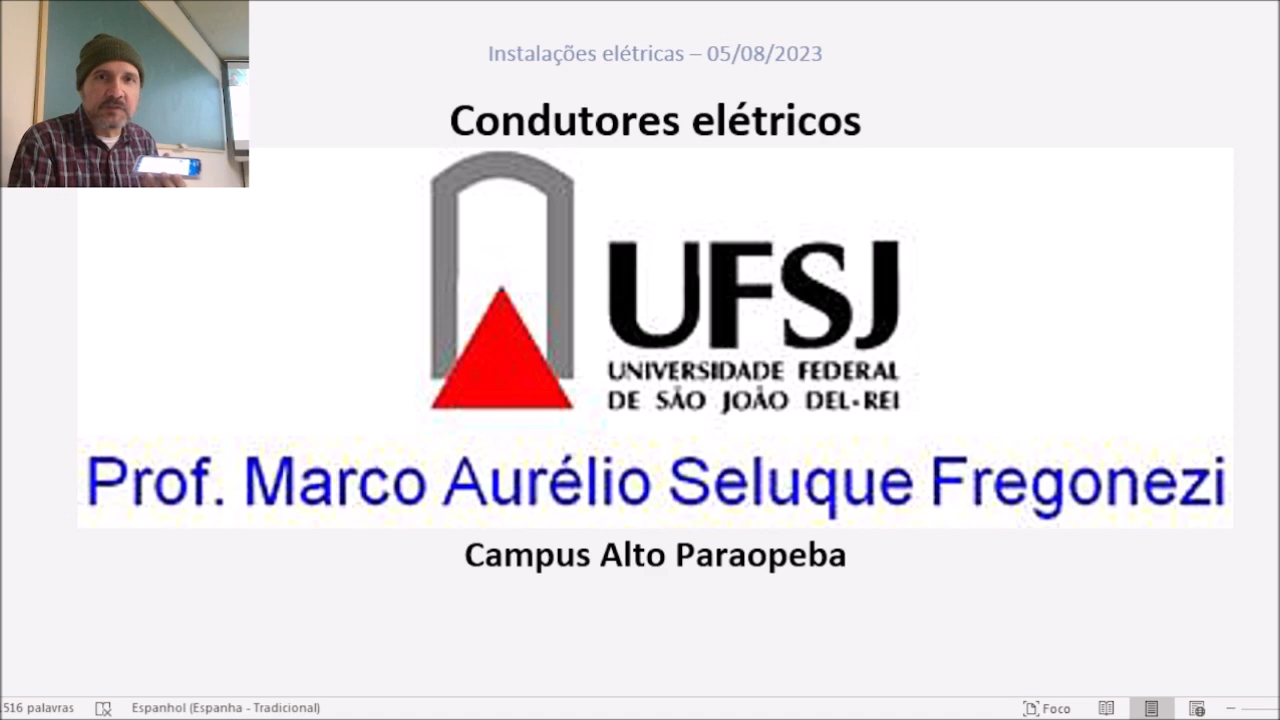 Instalações elétricas – 05/08/2023
Condutores elétricos
UFSJ
UNIVERSIDADE FEDERAL
DE SÃO JOÃO DEL-REI
Prof. Marco Aurélio Seluque Fregonezi
Campus Alto Paraopeba
516 palavras
Espanhol (Espanha - Tradicional)
Foco